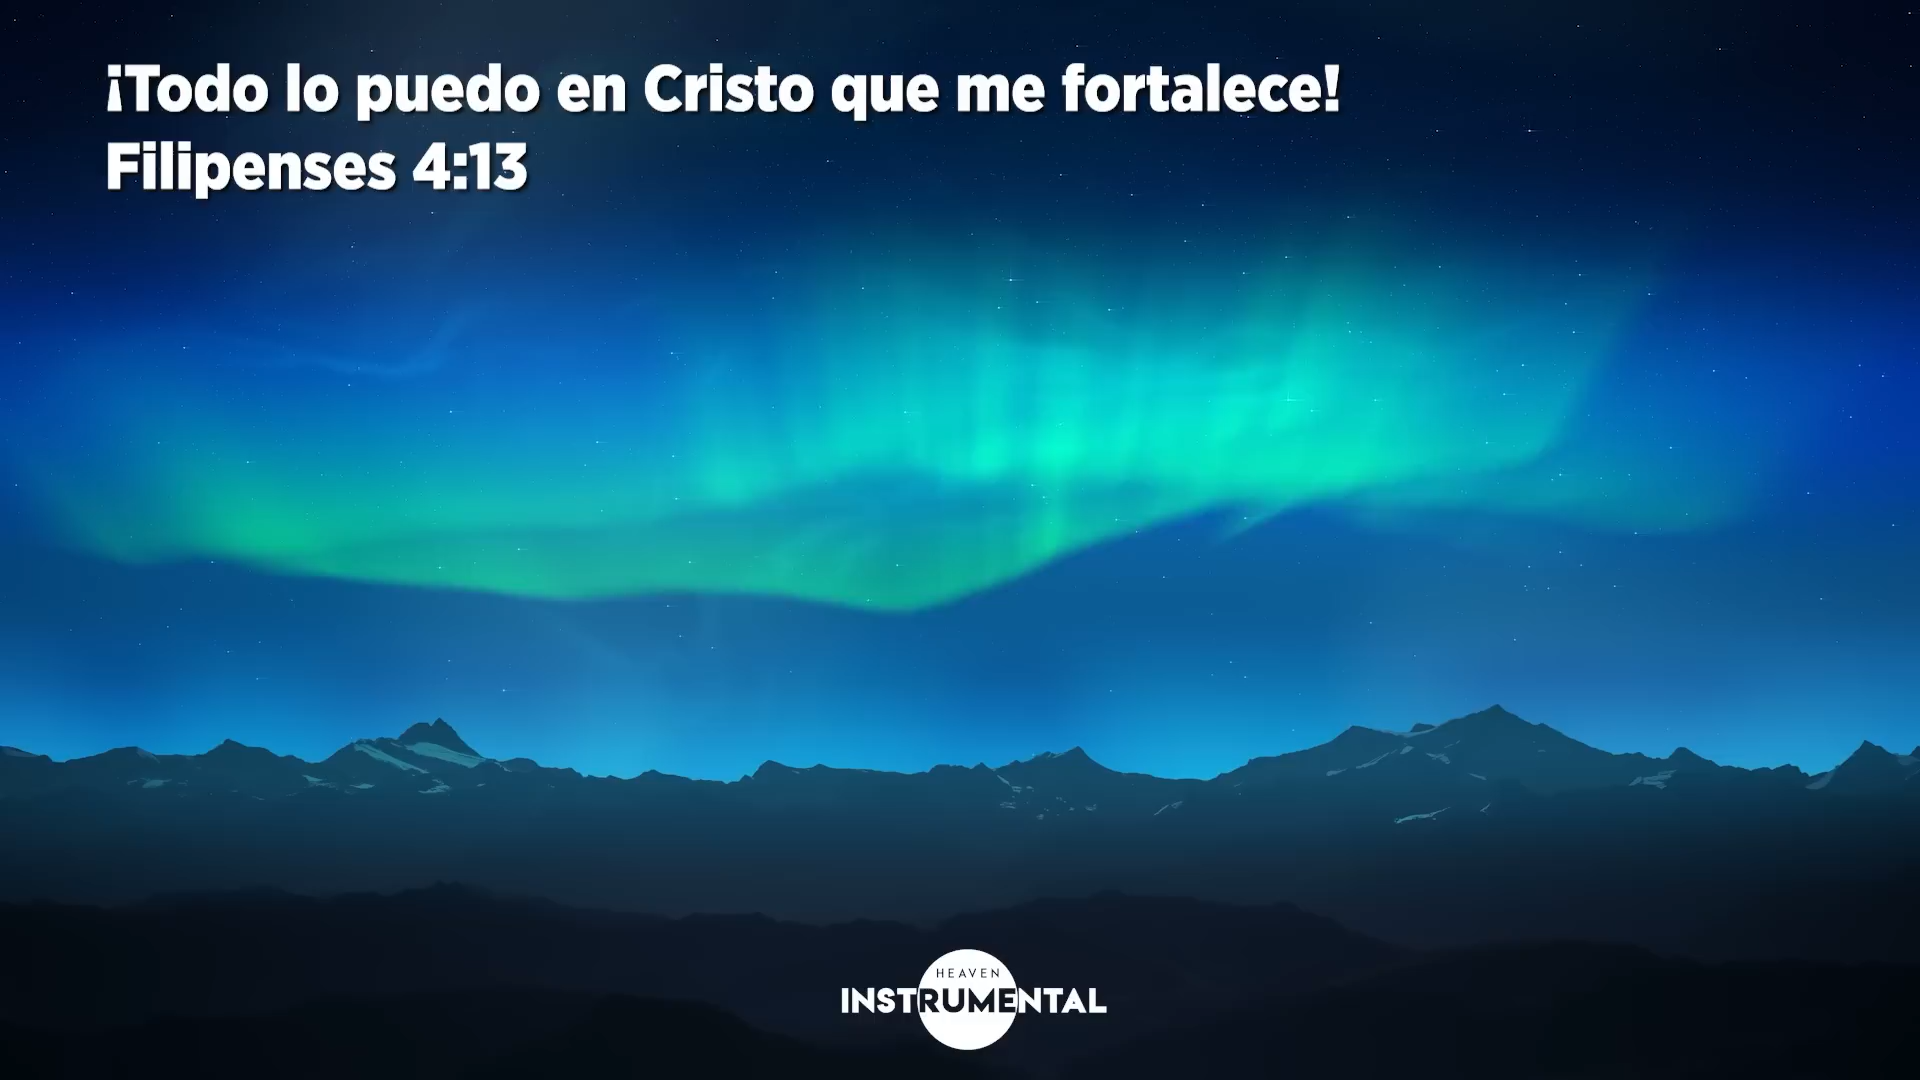 ¡Todo lo puedo en Cristo que me fortalece!
Filipenses 4:13
HEAVEN
INSTRUMENTAL